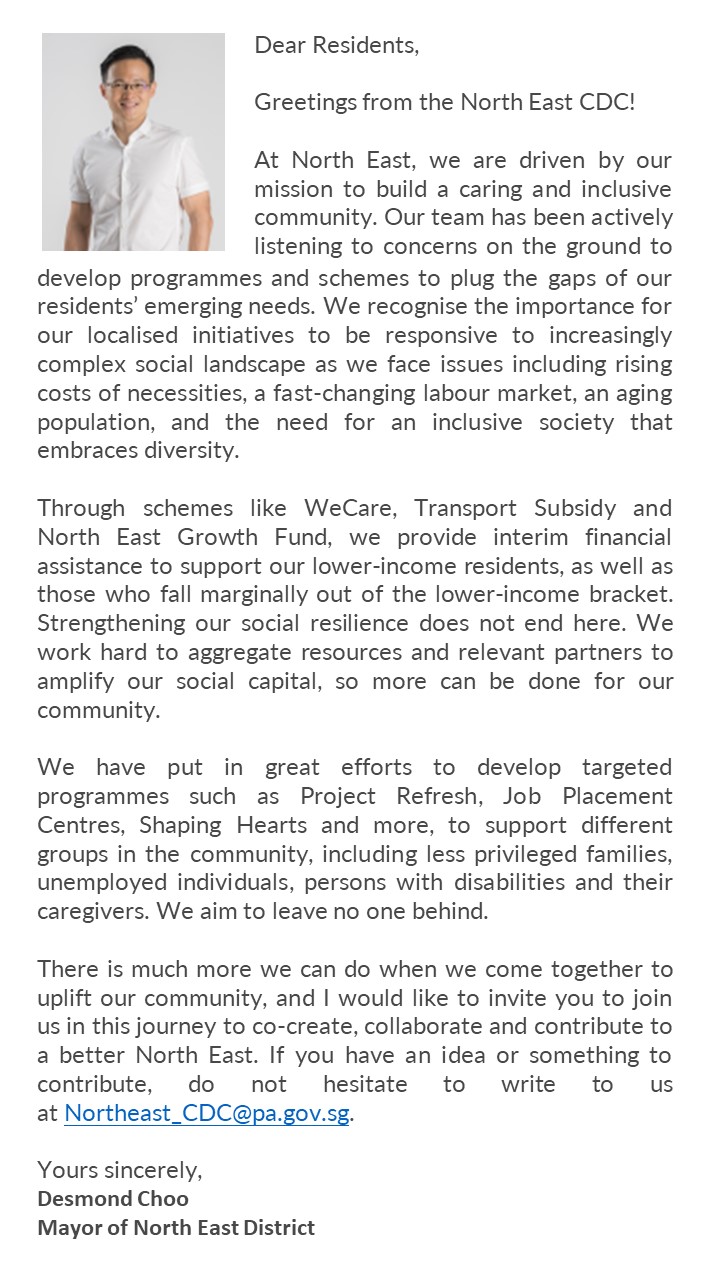 Dear Residents,
Greetings from the North East CDC!
At North East, we are driven by our
mission to build a caring and inclusive
community. Our team has been actively
listening to concerns on the ground to
develop programmes and schemes to plug the gaps of our
residents’ emerging needs. We recognise the importance for
our localised initiatives to be responsive to increasingly
complex social landscape as we face issues including rising
costs of necessities, a fast-changing labour market, an aging
population, and the need for an inclusive society that
embraces diversity.
Through schemes like WeCare, Transport Subsidy and
North East Growth Fund, we provide interim financial
assistance to support our lower-income residents, as well as
those who fall marginally out of the lower-income bracket.
Strengthening our social resilience does not end here. We
work hard to aggregate resources and relevant partners to
amplify our social capital, so more can be done for our
community.
We have put in great efforts to develop targeted
programmes such as Project Refresh, Job Placement
Centres, Shaping Hearts and more, to support different
groups in the community, including less privileged families,
unemployed individuals, persons with disabilities and their
caregivers. We aim to leave no one behind.
There is much more we can do when we come together to
uplift our community, and I would like to invite you to join
us in this journey to co-create, collaborate and contribute to
a better North East. If you have an idea or something to
contribute, do not hesitate to write to us
at Northeast_CDC@pa.gov.sg.
Yours sincerely,
Desmond Choo
Mayor of North East District